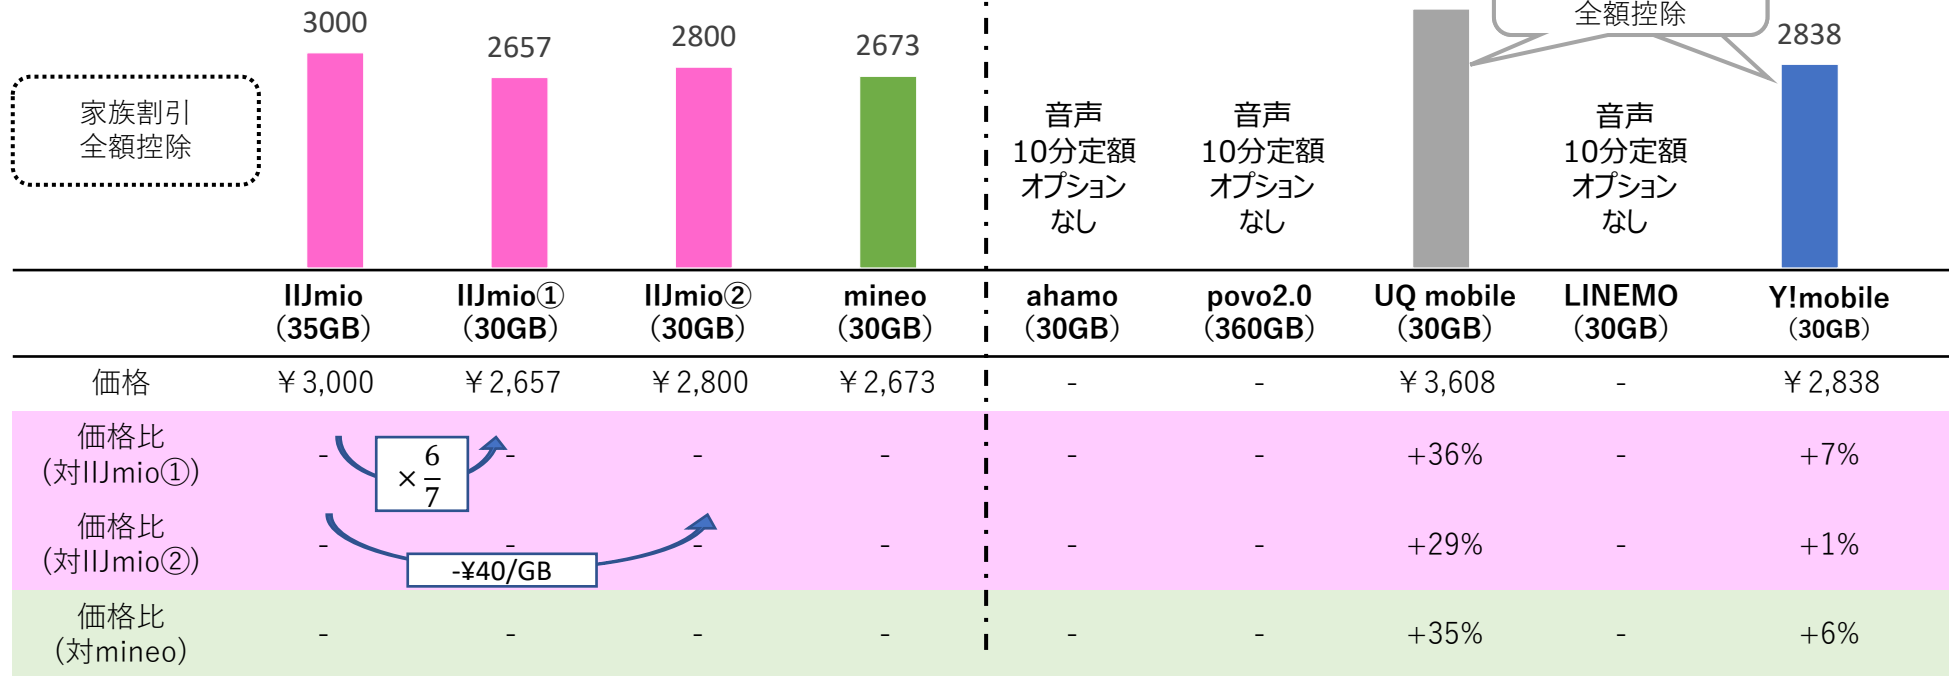 全額控除
3000
2657
2800
2673
2838
家族割引
全額控除
音声
10分定額
オプション
なし
音声
10分定額
オプション
なし
音声
10分定額
オプション
なし
IIJmio
（35GB）
IIJmio①
（30GB）
IIJmio②
（30GB）
mineo
（30GB）
ahamo
（30GB）
povo2.0
（360GB）
UQ mobile
（30GB）
LINEMO
（30GB）
Y!mobile
（30GB）
価格 ￥3,000 ￥2,657 ￥2,800 ￥2,673 - - ￥3,608 - ￥2,838
価格比
(対IIJmio①) - - - - - - +36% - +7%
× 6/7
価格比
(対IIJmio②) - - - - - - +29% - +1%
-¥40/GB
価格比
(対mineo) - - - - - - +35% - +6%